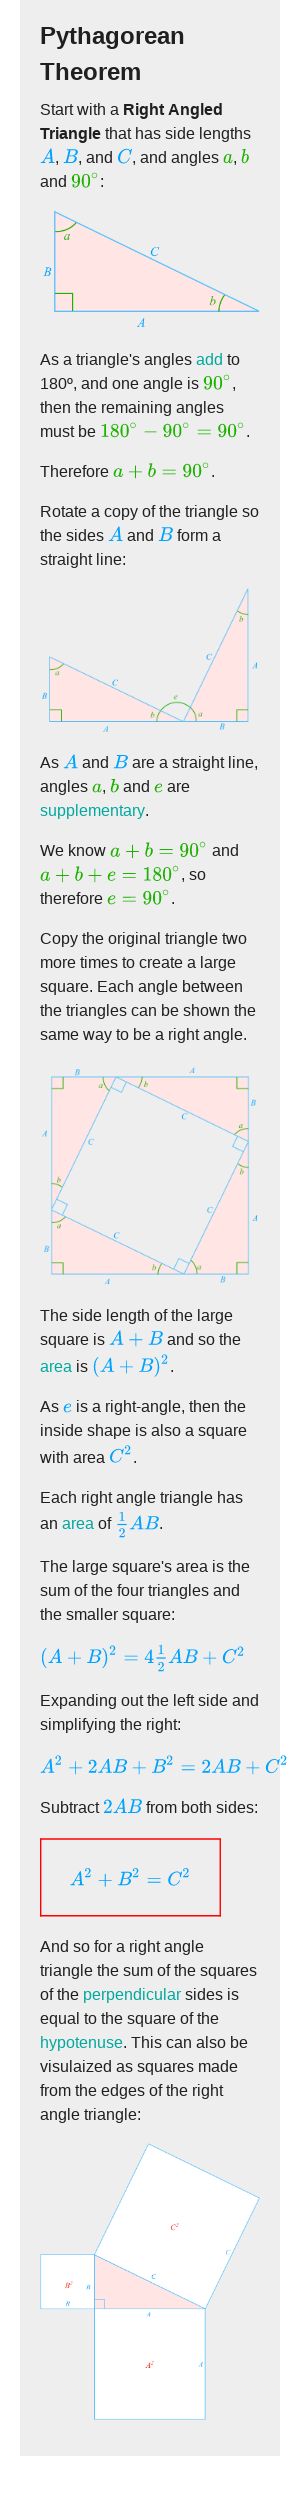 Pythagorean
Theorem
Start with a Right Angled
Triangle that has side lengths
A, B, and C, and angles a, b
and 90°:
a
C
B
b
A
As a triangle's angles add to
180º, and one angle is 90°,
then the remaining angles
must be 180° − 90° = 90°.
Therefore a + b = 90°.
Rotate a copy of the triangle so
the sides A and B form a
straight line:
b
C
A
a
C
B
e
b
a
A
B
As A and B are a straight line,
angles a, b and e are
supplementary.
We know a + b = 90° and
a + b + e = 180°, so
therefore e = 90°.
Copy the original triangle two
more times to create a large
square. Each angle between
the triangles can be shown the
same way to be a right angle.
B
A
a
b
B
C
a
A
C
b
b
C
A
a
C
B
b
a
A
B
The side length of the large
square is A + B and so the
area is (A + B)².
As e is a right-angle, then the
inside shape is also a square
with area C².
Each right angle triangle has
an area of ½AB.
The large square's area is the
sum of the four triangles and
the smaller square:
(A + B)² = 4½AB + C²
Expanding out the left side and
simplifying the right:
A² + 2AB + B² = 2AB + C²
Subtract 2AB from both sides:
A² + B² = C²
And so for a right angle
triangle the sum of the squares
of the perpendicular sides is
equal to the square of the
hypotenuse. This can also be
visulaized as squares made
from the edges of the right
angle triangle:
C²
C
C
B²
B
B
A
A²
A